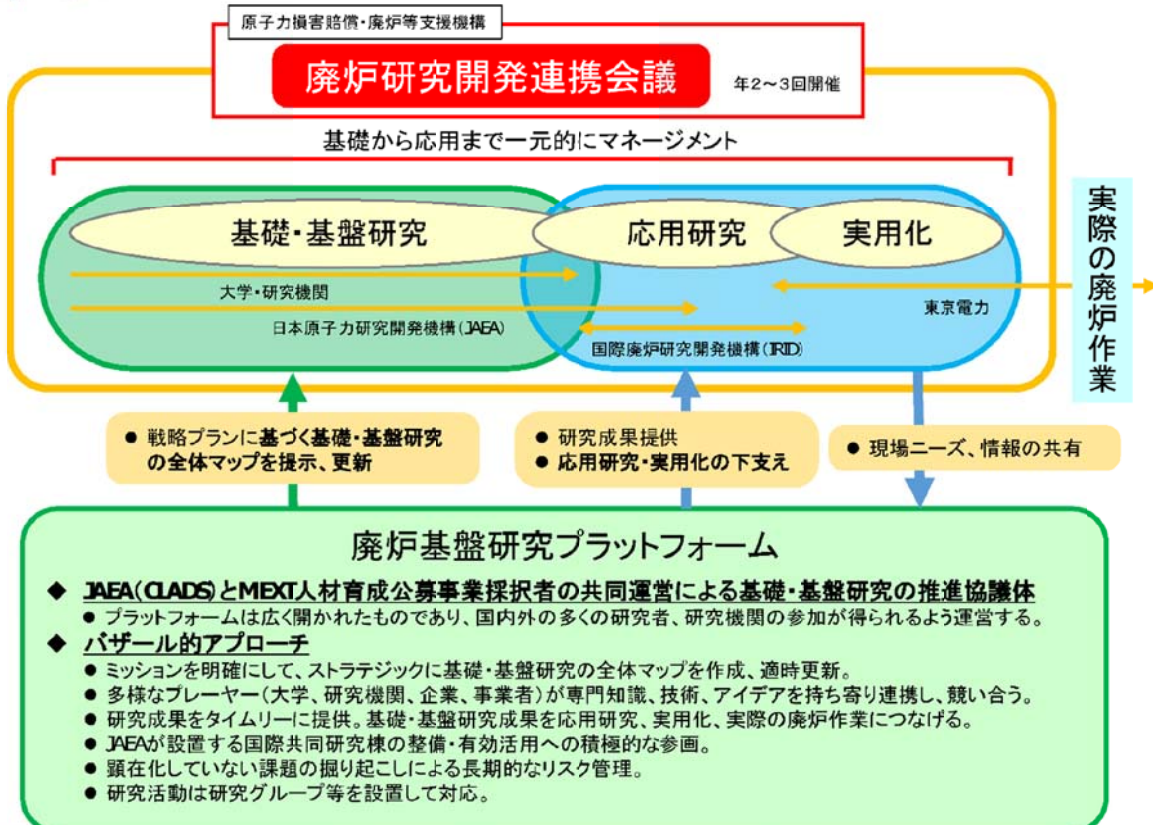 原子力損害賠償・廃炉等支援機構
廃炉研究開発連携会議
年2～3回開催
基礎から応用まで一元的にマネージメント
基礎・基盤研究
応用研究
実用化
実際の廃炉作業
大学・研究機関
東京電力
日本原子力研究開発機構(JAEA)
国際廃炉研究開発機構(IRID)
● 戦略プランに基づく基礎・基盤研究
の全体マップを提示、更新
● 研究成果提供
● 応用研究・実用化の下支え
● 現場ニーズ、情報の共有
廃炉基盤研究プラットフォーム
◆ JAEA(CLADS)とMEXT人材育成公募事業採択者の共同運営による基礎・基盤研究の推進協議体
● プラットフォームは広く開かれたものであり、国内外の多くの研究者、研究機関の参加が得られるよう運営する。
◆ バザール的アプローチ
● ミッションを明確にして、ストラテジックに基礎・基盤研究の全体マップを作成、適時更新。
● 多様なプレーヤー(大学、研究機関、企業、事業者)が専門知識、技術、アイデアを持ち寄り連携し、競い合う。
● 研究成果をタイムリーに提供。基礎・基盤研究成果を応用研究、実用化、実際の廃炉作業につなげる。
● JAEAが設置する国際共同研究棟の整備・有効活用への積極的な参画。
● 顕在化していない課題の掘り起こしによる長期的なリスク管理。
● 研究活動は研究グループ等を設置して対応。